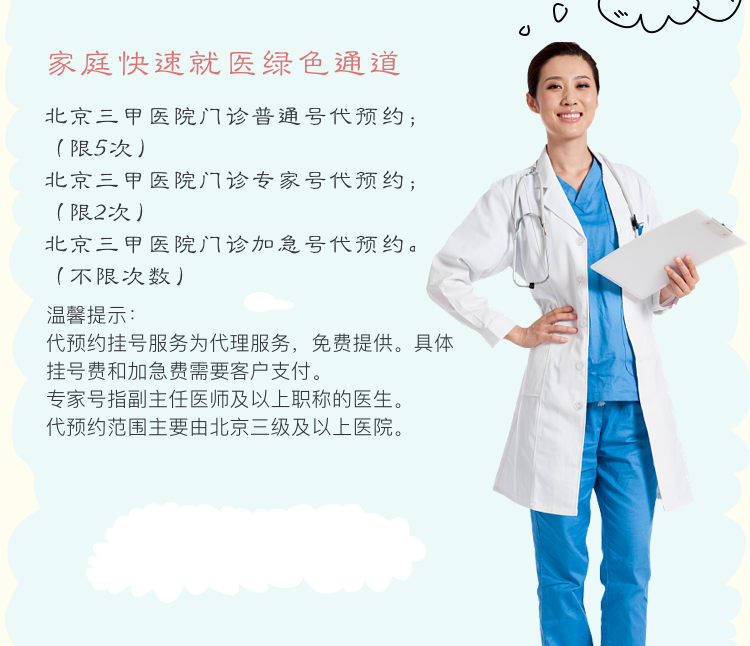 家庭快速就医绿色通道
北京三甲医院门诊普通号代预约；
（限5次）
北京三甲医院门诊专家号代预约；
（限2次）
北京三甲医院门诊加急号代预约。
（不限次数）
温馨提示：
代预约挂号服务为代理服务，免费提供。具体
挂号费和加急费需要客户支付。
专家号指副主任医师及以上职称的医生。
代预约范围主要由北京三级及以上医院。